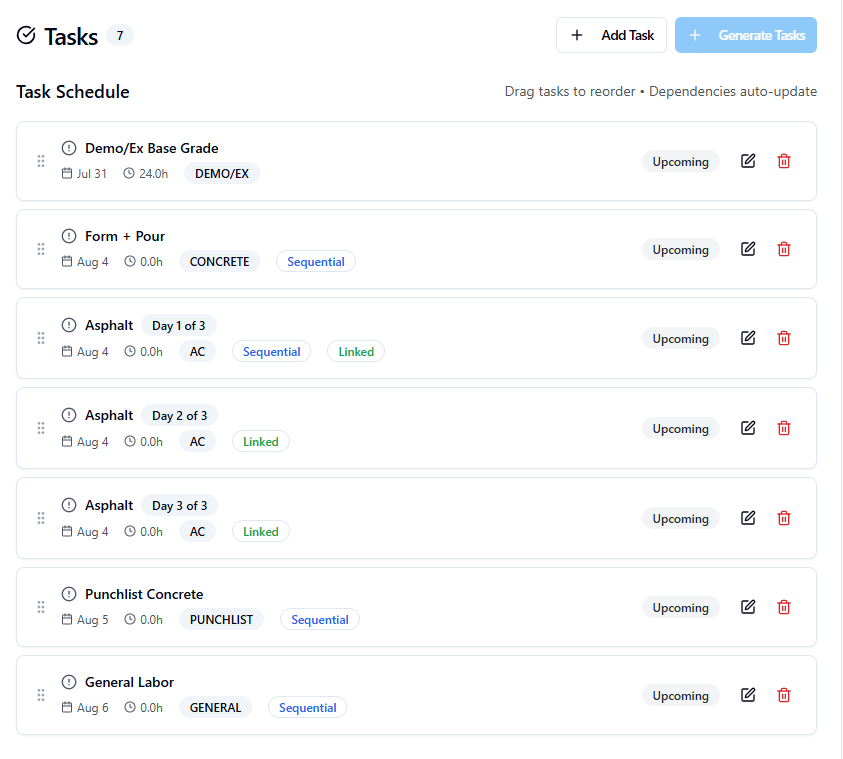 Tasks 7 + Add Task + Generate Tasks
Task Schedule Drag tasks to reorder • Dependencies auto-update
Demo/Ex Base Grade
Jul 31 24.0h DEMO/EX Upcoming
Form + Pour
Aug 4 0.0h CONCRETE Sequential Upcoming
Asphalt Day 1 of 3
Aug 4 0.0h AC Sequential Linked Upcoming
Asphalt Day 2 of 3
Aug 4 0.0h AC Linked Upcoming
Asphalt Day 3 of 3
Aug 4 0.0h AC Linked Upcoming
Punchlist Concrete
Aug 5 0.0h PUNCHLIST Sequential Upcoming
General Labor
Aug 6 0.0h GENERAL Sequential Upcoming